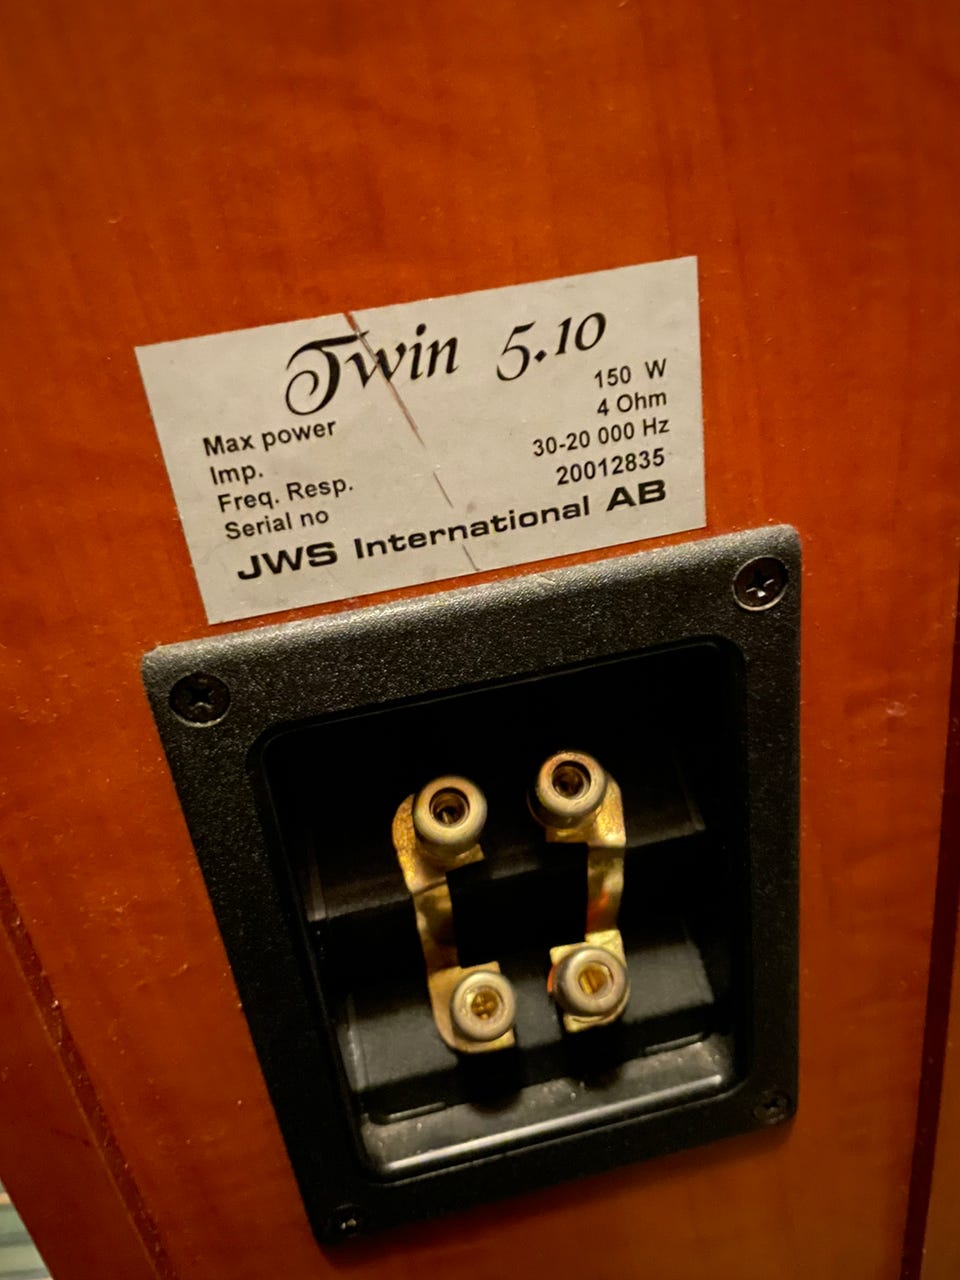 Twin 5.10
Max power 150 W
Imp. 4 Ohm
Freq. Resp. 30-20 000 Hz
Serial no 20012835
JWS International AB